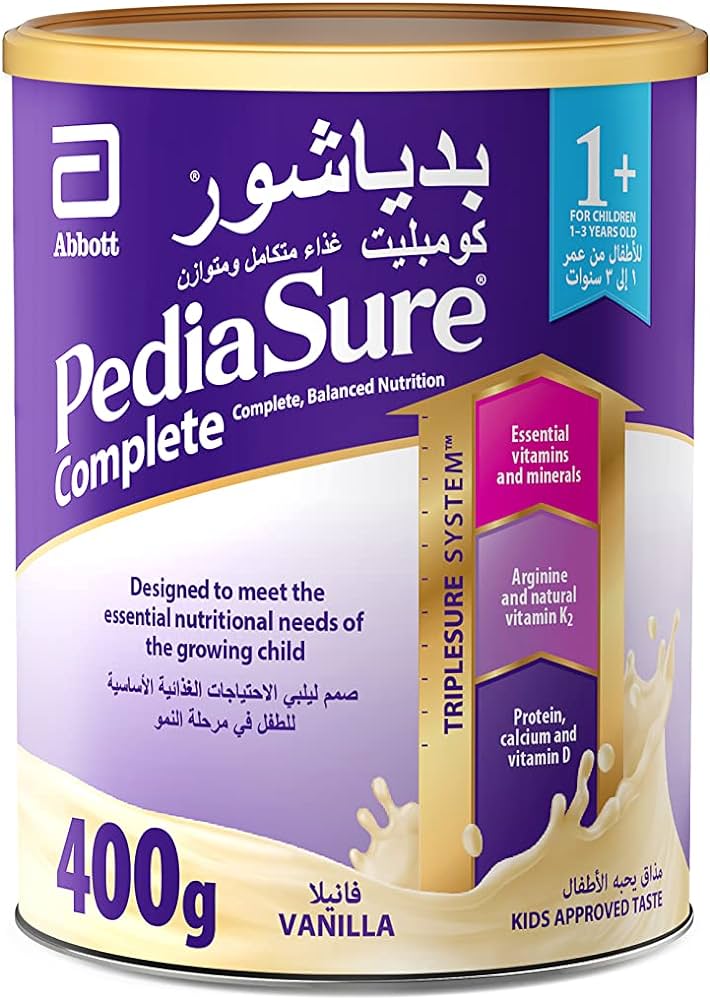 Abbott
بدياشور®
كومبليت غذاء متكامل ومتوازن
PediaSure®
Complete Complete, Balanced Nutrition
1+
FOR CHILDREN
1-3 YEARS OLD
للأطفال من عمر
١ إلى ٣ سنوات
TRIPLESURE SYSTEM™
Essential
vitamins
and minerals
Arginine
and natural
vitamin K₂
Protein,
calcium and
vitamin D
Designed to meet the
essential nutritional needs of
the growing child
صمم ليلبي الاحتياجات الغذائية الأساسية
للطفل في مرحلة النمو
400g
فانيلا
VANILLA
مذاق يحبه الأطفال
KIDS APPROVED TASTE